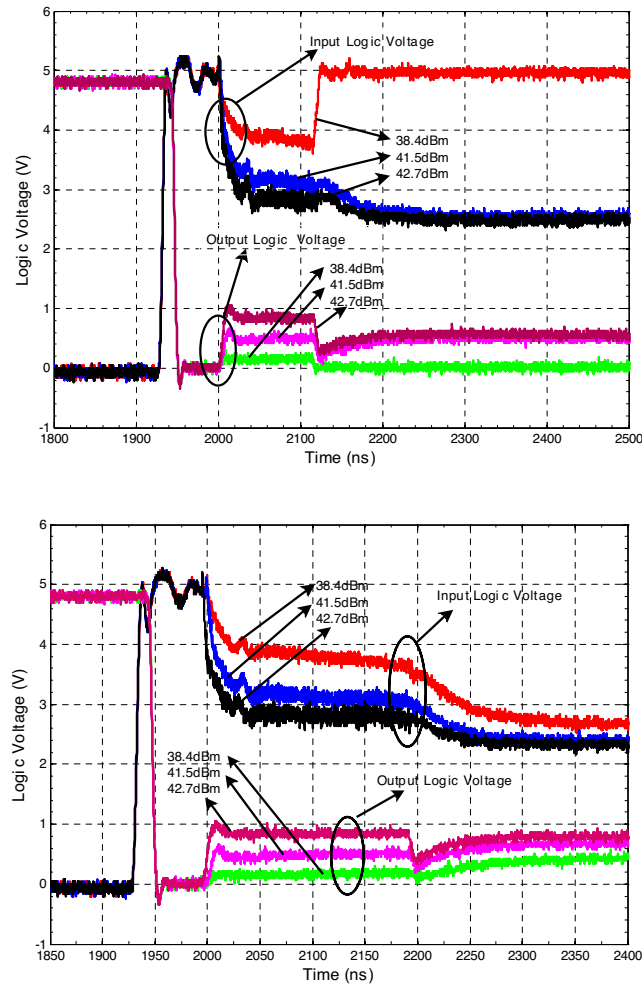 6
5
4
3
2
1
0
-1
Logic Voltage (V)
Input Logic Voltage
38.4dBm
41.5dBm
42.7dBm
Output Logic Voltage
38.4dBm
41.5dBm
42.7dBm
1800 1900 2000 2100 2200 2300 2400 2500
Time (ns)
6
5
4
3
2
1
0
-1
Logic Voltage (V)
38.4dBm
41.5dBm
42.7dBm
Input Logic Voltage
38.4dBm
41.5dBm
42.7dBm
Output Logic Voltage
1850 1900 1950 2000 2050 2100 2150 2200 2250 2300 2350 2400
Time (ns)